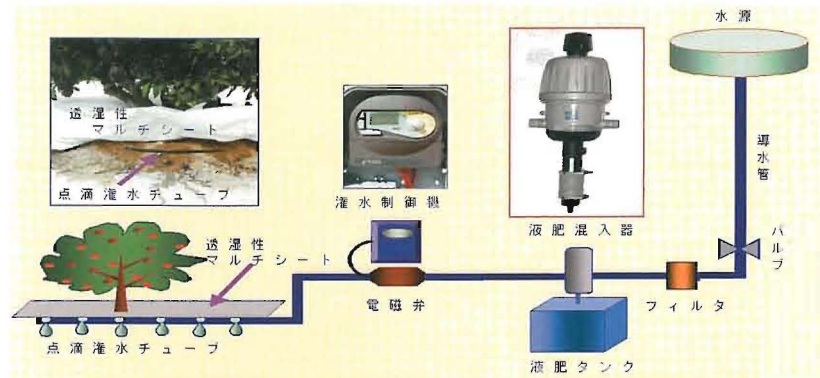 水源
透湿性
マルチシート
点滴潅水チューブ
潅水制御機
液肥混入器
導水管
バルブ
透湿性
マルチシート
電磁弁
フィルタ
点滴潅水チューブ
液肥タンク